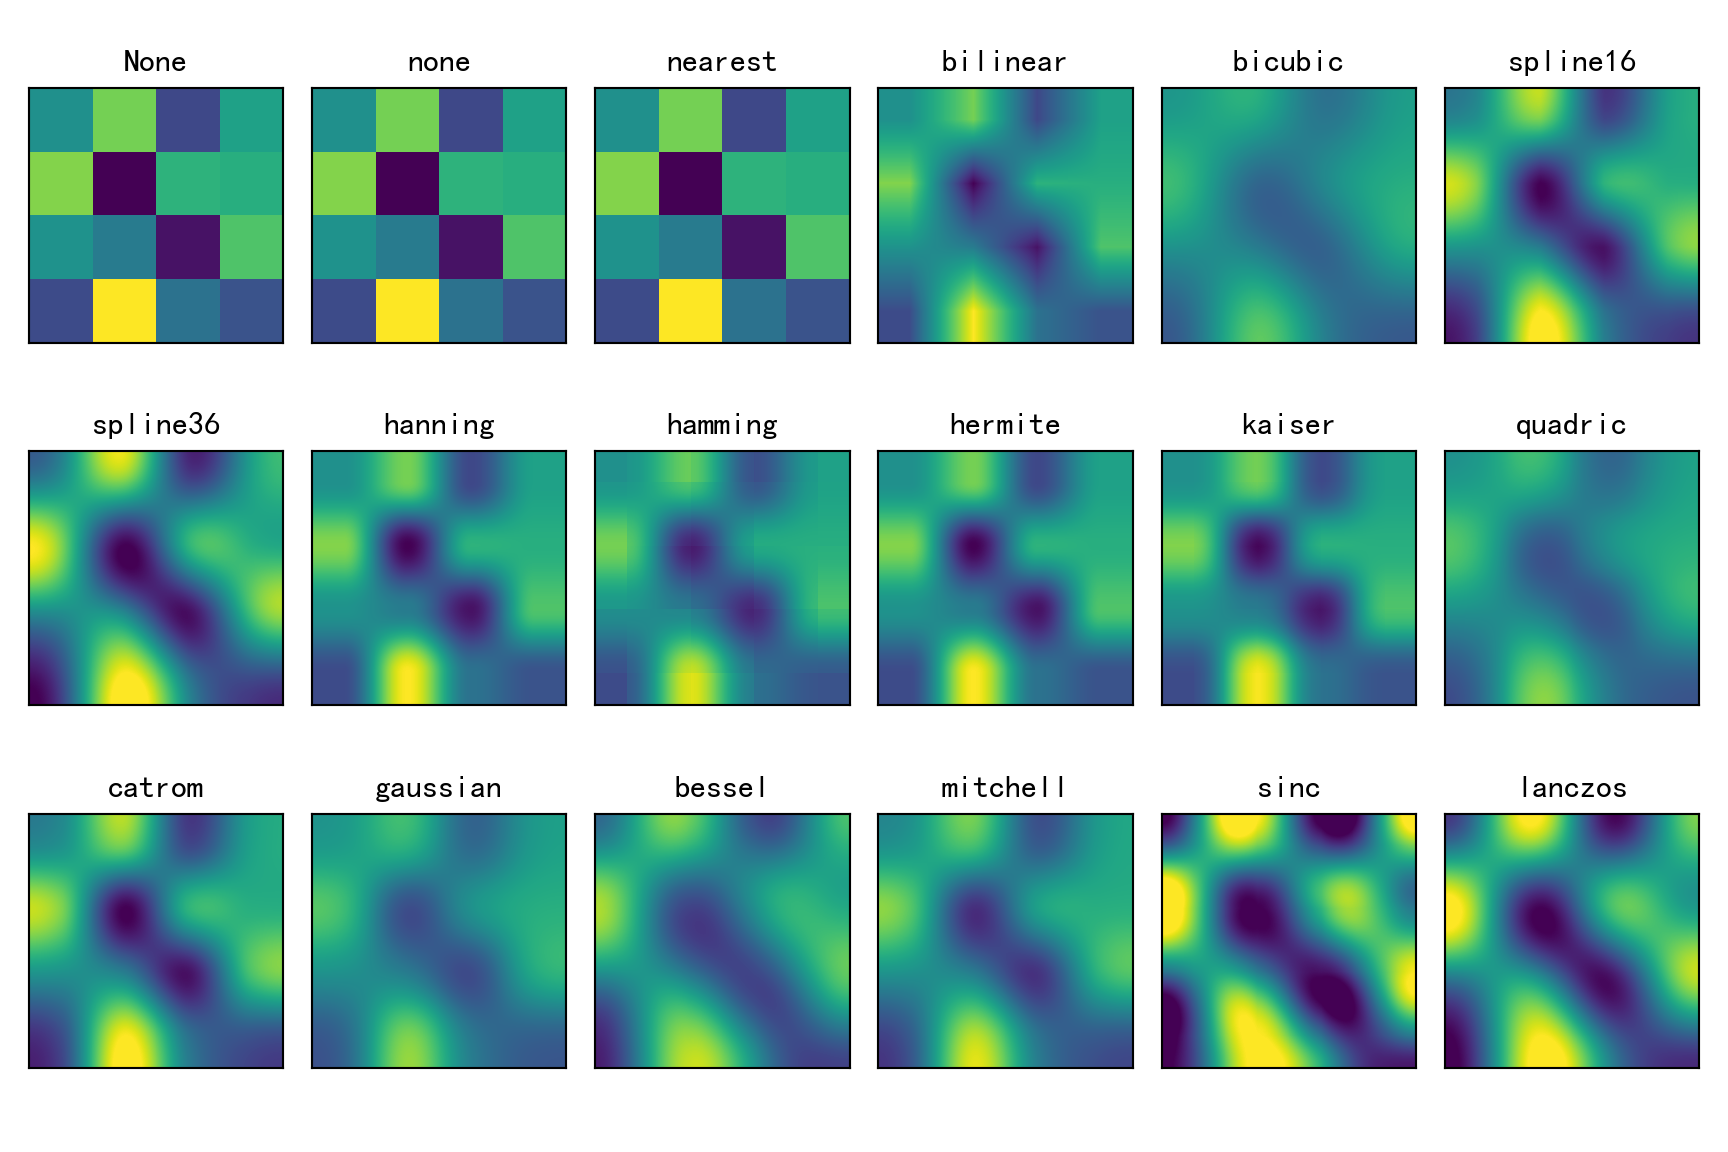 None none nearest bilinear bicubic spline16
spline36 hanning hamming hermite kaiser quadric
catrom gaussian bessel mitchell sinc lanczos